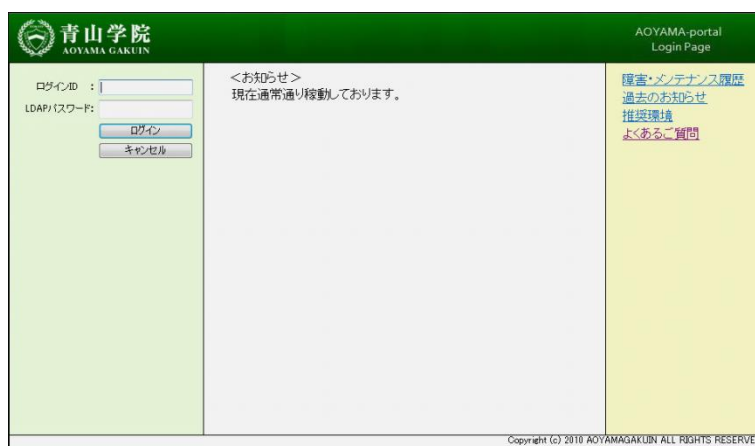 青山学院
AOYAMA GAKUIN
AOYAMA-portal
Login Page
ログインID :
LDAPパスワード:
ログイン
キャンセル
<お知らせ>
現在通常通り稼動しております。
障害・メンテナンス履歴
過去のお知らせ
推奨環境
よくあるご質問
Copyright (c) 2010 AOYAMAGAKUIN ALL RIGHTS RESERVE